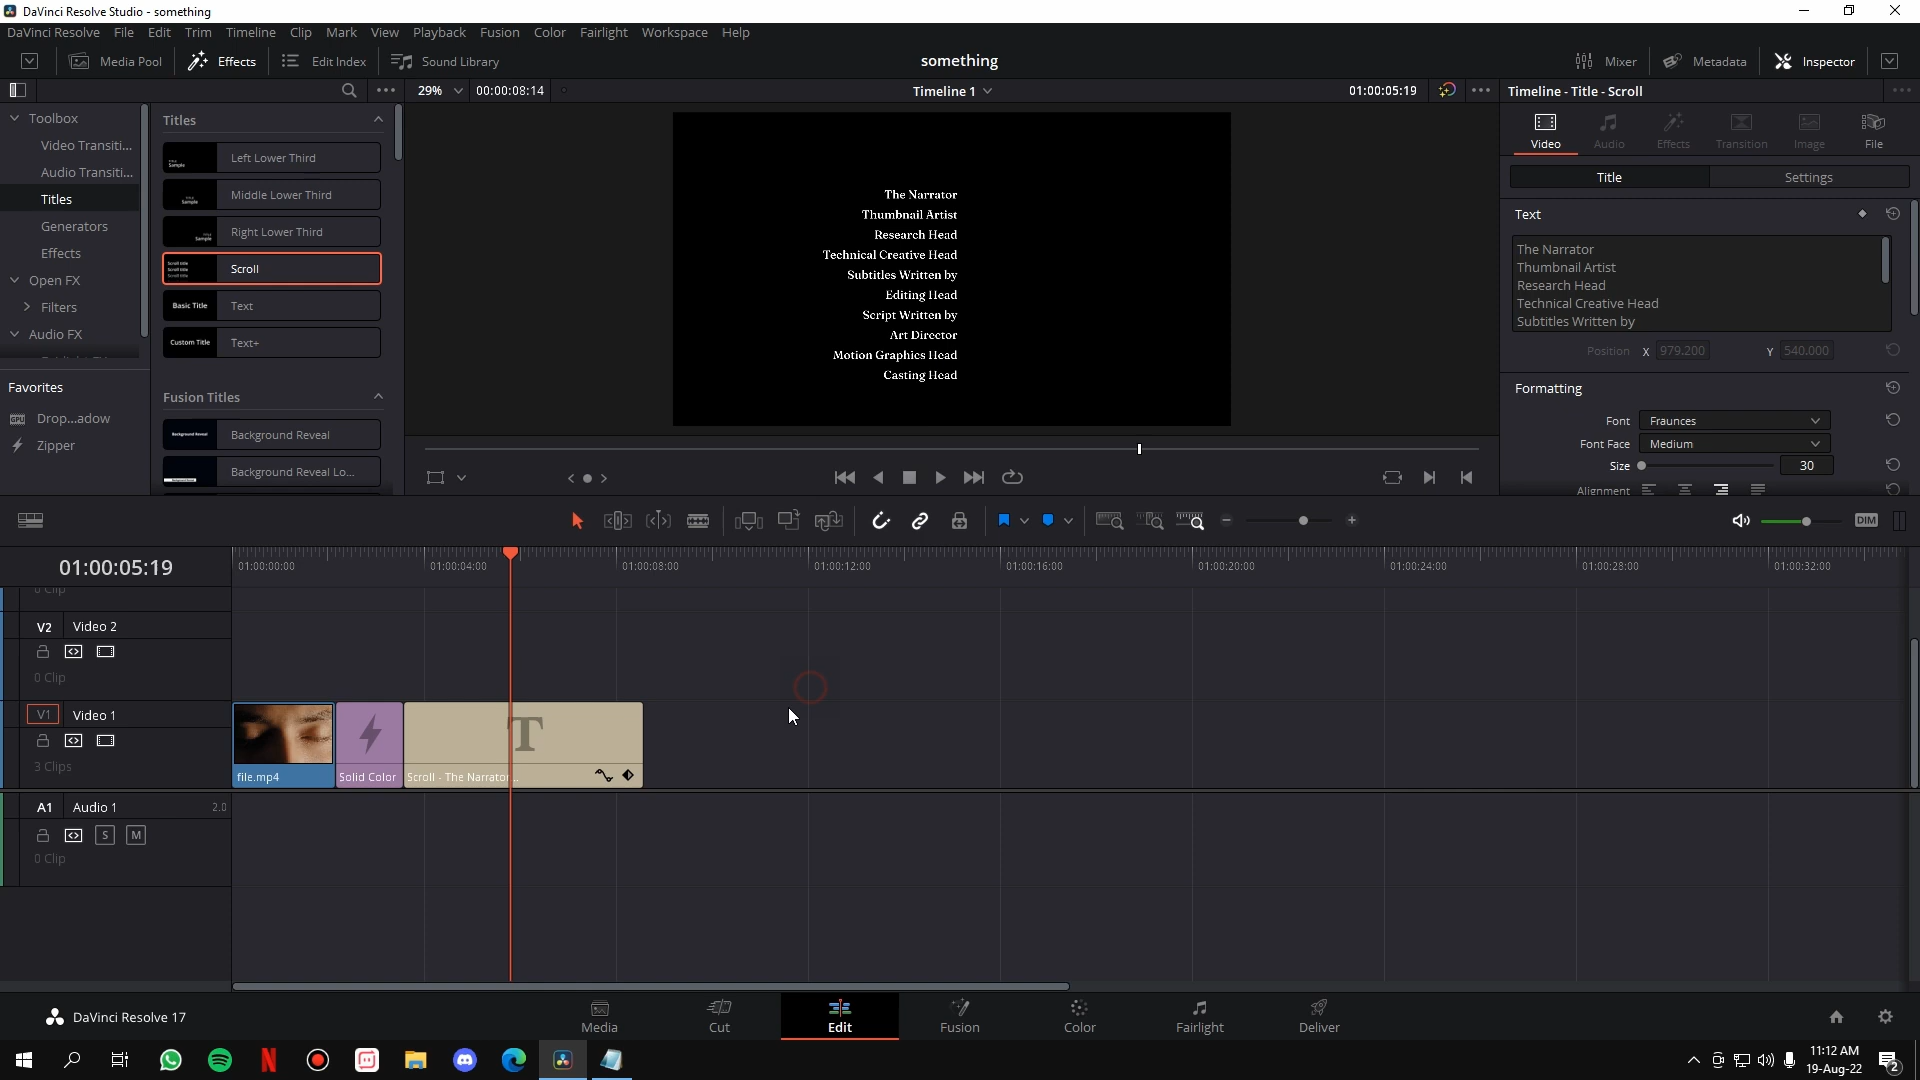 DaVinci Resolve Studio - something
DaVinci Resolve File Edit Trim Timeline Clip Mark View Playback Fusion Color Fairlight Workspace Help
Media Pool Effects Edit Index Sound Library something Mixer Metadata Inspector
29% 00:00:08:14 Timeline 1 01:00:05:19 Timeline - Title - Scroll
Toolbox
Video Transiti...
Audio Transiti...
Titles
Generators
Effects
Open FX
Filters
Audio FX
Favorites
Drop...adow
Zipper
Titles
Left Lower Third
Middle Lower Third
Right Lower Third
Scroll
Basic Title Text
Custom Title Text+
Fusion Titles
Background Reveal Background Reveal
Background Reveal Lo...
The Narrator
Thumbnail Artist
Research Head
Technical Creative Head
Subtitles Written by
Editing Head
Script Written by
Art Director
Motion Graphics Head
Casting Head
Video Audio Effects Transition Image File
Title Settings
Text
The Narrator
Thumbnail Artist
Research Head
Technical Creative Head
Subtitles Written by
Position X 979.200 Y 540.000
Formatting
Font Fraunces
Font Face Medium
Size 30
Alignment
DIM
01:00:05:19
01:00:00:00 01:00:04:00 01:00:08:00 01:00:12:00 01:00:16:00 01:00:20:00 01:00:24:00 01:00:28:00 01:00:32:00
0 Clip
V2 Video 2
0 Clip
V1 Video 1
3 Clips
file.mp4 Solid Color Scroll - The Narrator...
T
A1 Audio 1 2.0
S M
0 Clip
DaVinci Resolve 17
Media Cut Edit Fusion Color Fairlight Deliver
11:12 AM
19-Aug-22
2